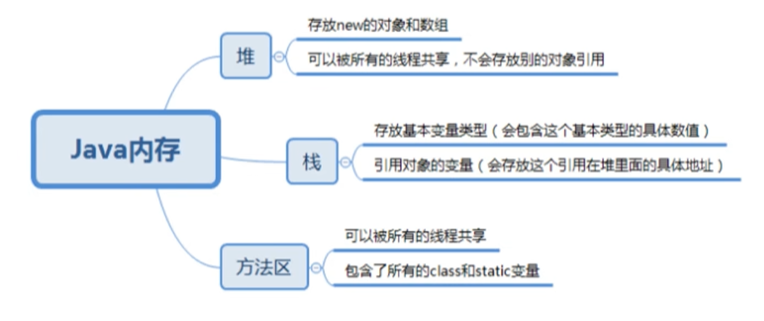 Java内存
堆
存放new的对象和数组
可以被所有的线程共享，不会存放别的对象引用
栈
存放基本变量类型（会包含这个基本类型的具体数值）
引用对象的变量（会存放这个引用在堆里面的具体地址）
方法区
可以被所有的线程共享
包含了所有的class和static变量